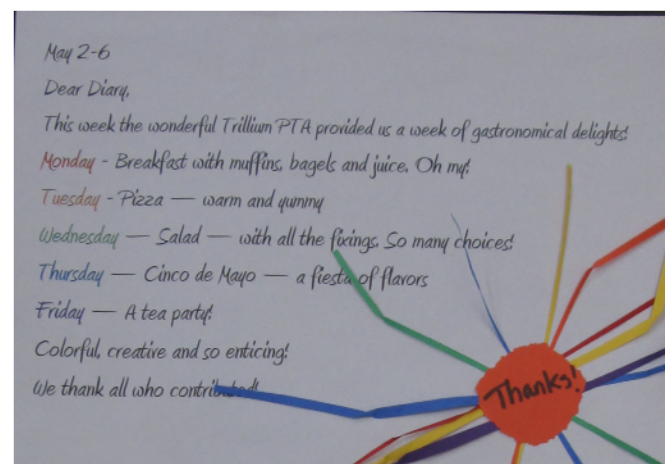 May 2-6
Dear Diary,
This week the wonderful Trillium PTA provided us a week of gastronomical delights!
Monday - Breakfast with muffins, bagels and juice. Oh my!
Tuesday - Pizza — warm and yummy
Wednesday — Salad — with all the fixings. So many choices!
Thursday — Cinco de Mayo — a fiesta of flavors
Friday — A tea party!
Colorful, creative and so enticing!
We thank all who contributed!
Thanks!